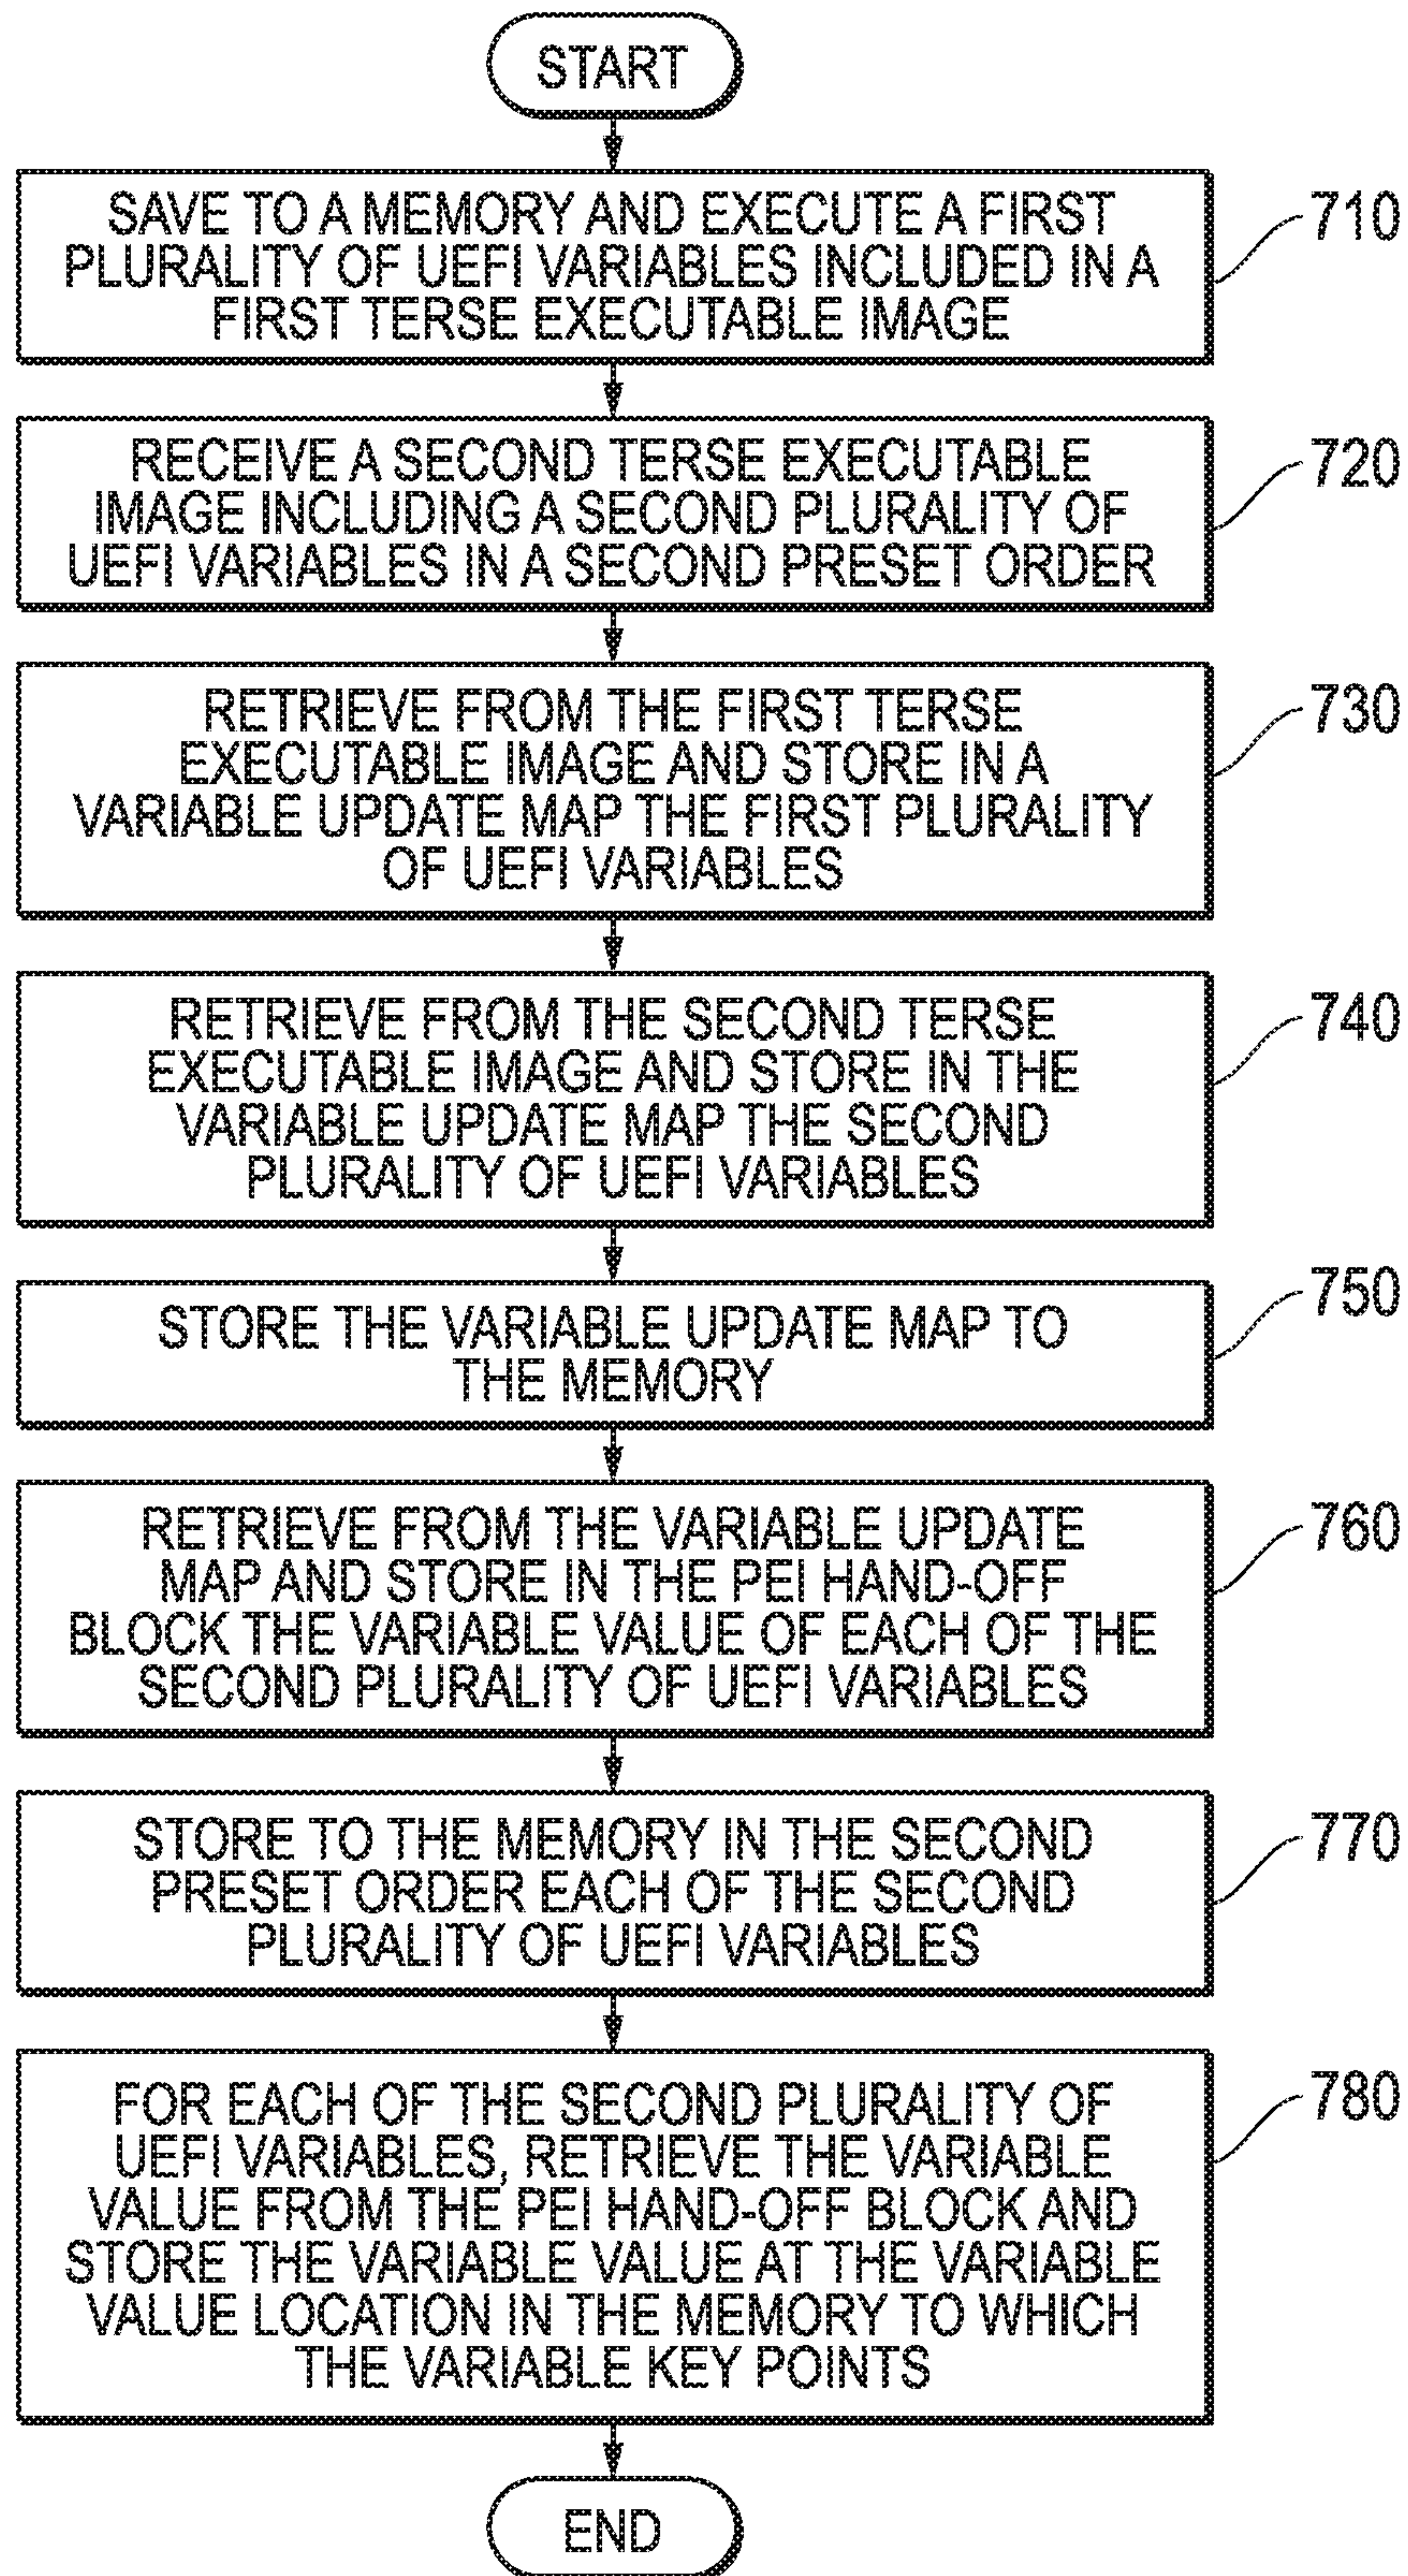 START
SAVE TO A MEMORY AND EXECUTE A FIRST
PLURALITY OF UEFI VARIABLES INCLUDED IN A
FIRST TERSE EXECUTABLE IMAGE
710
RECEIVE A SECOND TERSE EXECUTABLE
IMAGE INCLUDING A SECOND PLURALITY OF
UEFI VARIABLES IN A SECOND PRESET ORDER
720
RETRIEVE FROM THE FIRST TERSE
EXECUTABLE IMAGE AND STORE IN A
VARIABLE UPDATE MAP THE FIRST PLURALITY
OF UEFI VARIABLES
730
RETRIEVE FROM THE SECOND TERSE
EXECUTABLE IMAGE AND STORE IN THE
VARIABLE UPDATE MAP THE SECOND
PLURALITY OF UEFI VARIABLES
740
STORE THE VARIABLE UPDATE MAP TO
THE MEMORY
750
RETRIEVE FROM THE VARIABLE UPDATE
MAP AND STORE IN THE PEI HAND-OFF
BLOCK THE VARIABLE VALUE OF EACH OF THE
SECOND PLURALITY OF UEFI VARIABLES
760
STORE TO THE MEMORY IN THE SECOND
PRESET ORDER EACH OF THE SECOND
PLURALITY OF UEFI VARIABLES
770
FOR EACH OF THE SECOND PLURALITY OF
UEFI VARIABLES, RETRIEVE THE VARIABLE
VALUE FROM THE PEI HAND-OFF BLOCK AND
STORE THE VARIABLE VALUE AT THE VARIABLE
VALUE LOCATION IN THE MEMORY TO WHICH
THE VARIABLE KEY POINTS
780
END